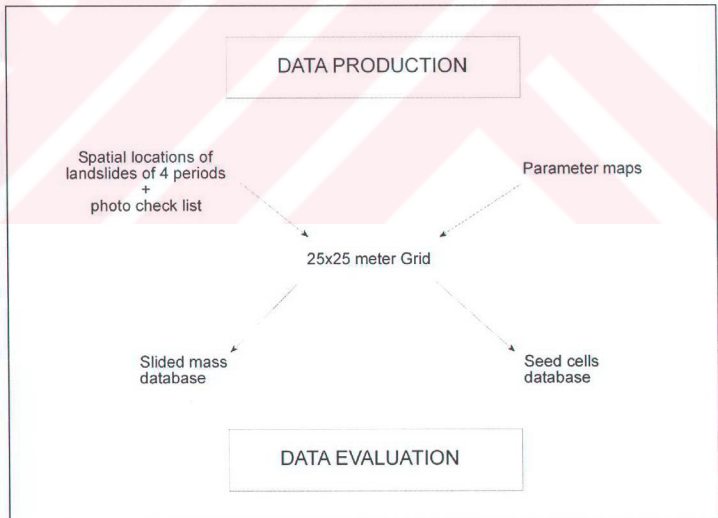 DATA PRODUCTION
Spatial locations of
landslides of 4 periods
+
photo check list
Parameter maps
25x25 meter Grid
Slided mass
database
Seed cells
database
DATA EVALUATION